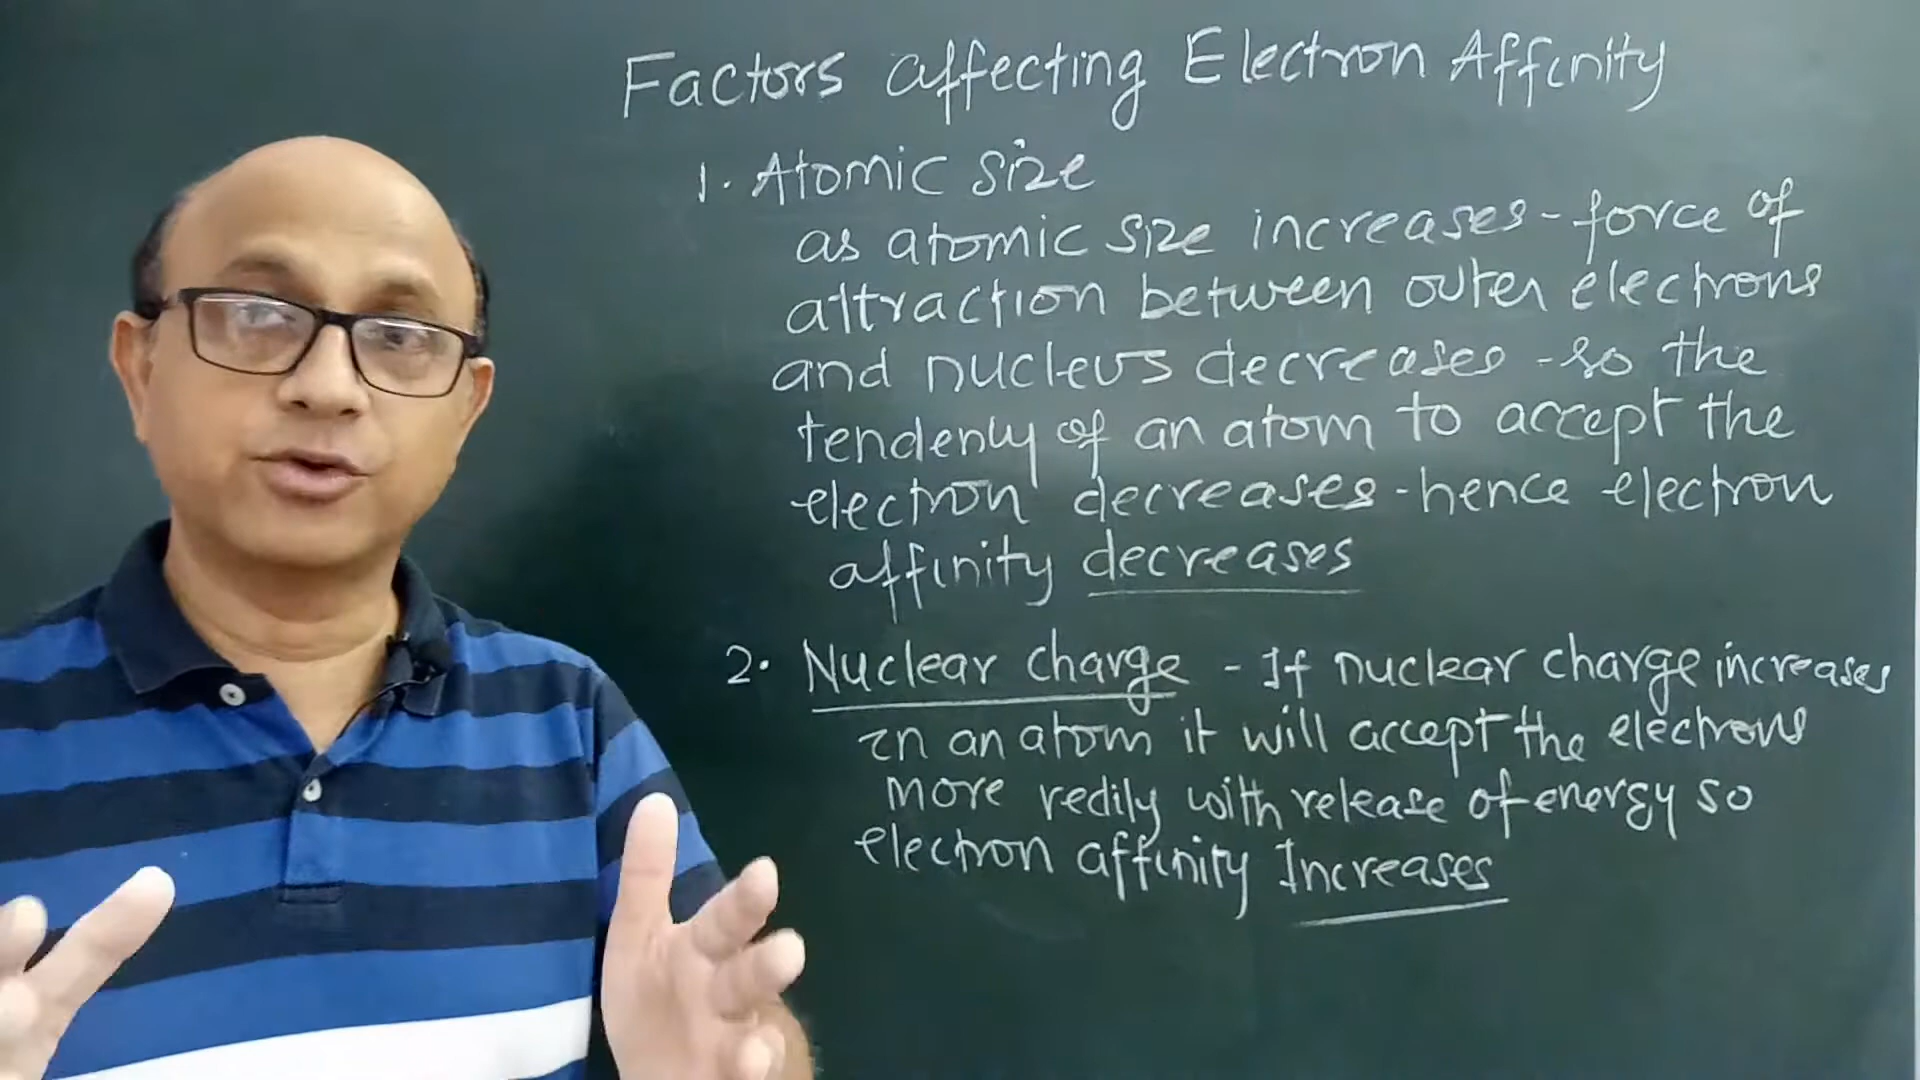 Factors affecting Electron Affinity
1. Atomic size
as atomic size increases - force of
attraction between outer electrons
and nucleus decreases - so the
tendenly of an atom to accept the
electron decreases - hence electron
affinity decreases
2. Nuclear charge - If nuclear charge increases
in an atom it will accept the electrons
more redily with release of energy so
electron affinity Increases